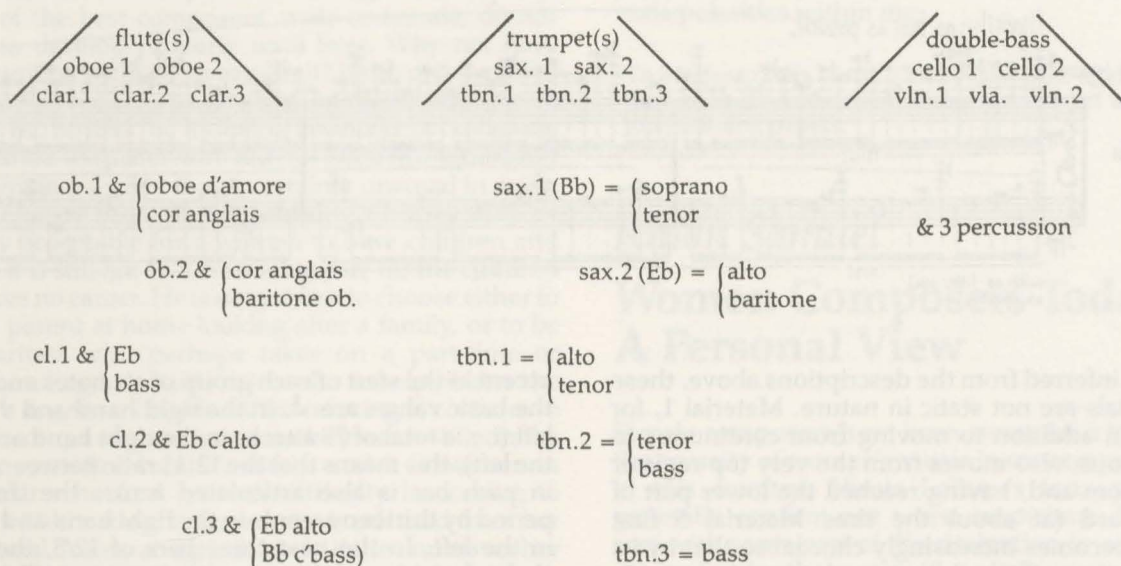 flute(s)
oboe 1 oboe 2
clar.1 clar.2 clar.3
ob.1 & {oboe d'amore
cor anglais
ob.2 & {cor anglais
baritone ob.
cl.1 & {Eb
bass
cl.2 & Eb c'alto
cl.3 & {Eb alto
Bb c'bass)
trumpet(s)
sax. 1 sax. 2
tbn.1 tbn.2 tbn.3
sax.1 (Bb) = {soprano
tenor
sax.2 (Eb) = {alto
baritone
tbn.1 = {alto
tenor
tbn.2 = {tenor
bass
tbn.3 = bass
double-bass
cello 1 cello 2
vln.1 vla. vln.2
& 3 percussion